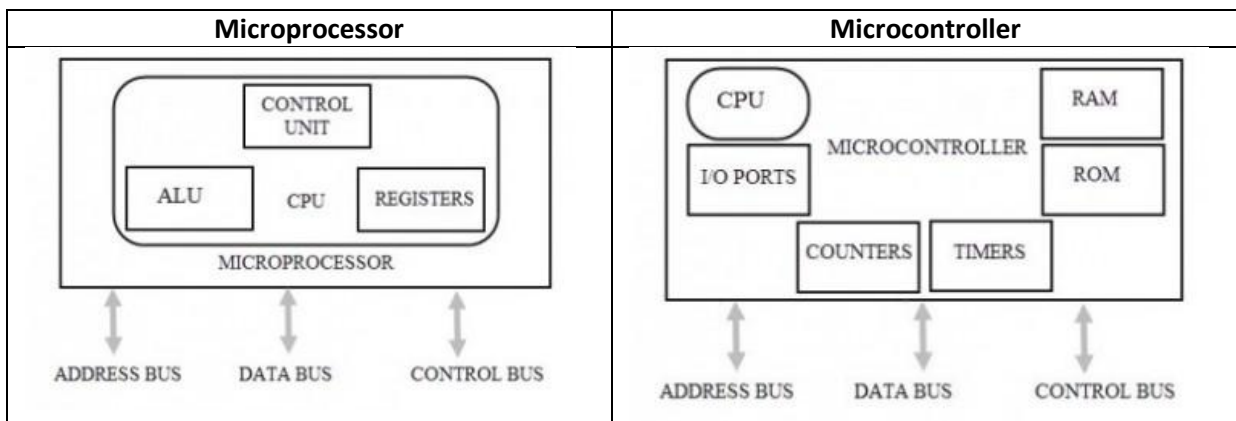 Microprocessor
Microcontroller
CONTROL
UNIT
ALU
CPU
REGISTERS
MICROPROCESSOR
ADDRESS BUS
DATA BUS
CONTROL BUS
CPU
RAM
MICROCONTROLLER
I/O PORTS
ROM
COUNTERS
TIMERS
ADDRESS BUS
DATA BUS
CONTROL BUS